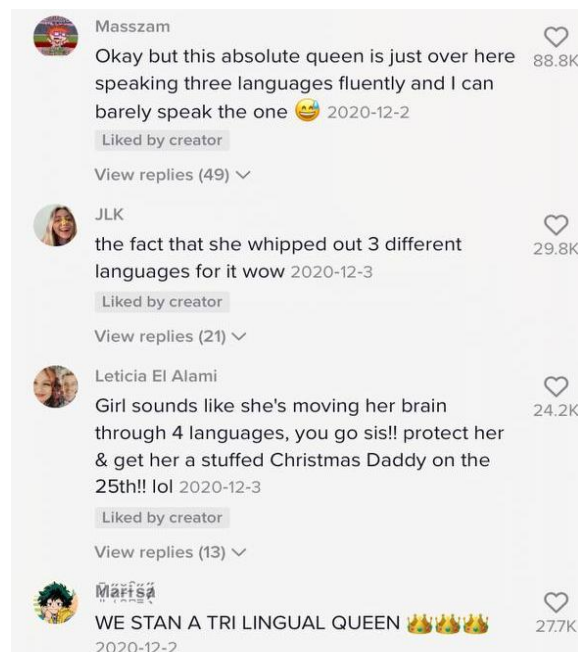 Masszam
Okay but this absolute queen is just over here
speaking three languages fluently and I can
barely speak the one 😅 2020-12-2
88.8K
Liked by creator
View replies (49)
JLK
the fact that she whipped out 3 different
languages for it wow 2020-12-3
29.8K
Liked by creator
View replies (21)
Leticia El Alami
Girl sounds like she's moving her brain
through 4 languages, you go sis!! protect her
& get her a stuffed Christmas Daddy on the
25th!! lol 2020-12-3
24.2K
Liked by creator
View replies (13)
WE STAN A TRI LINGUAL QUEEN 👑👑👑
2020-12-2
27.7K